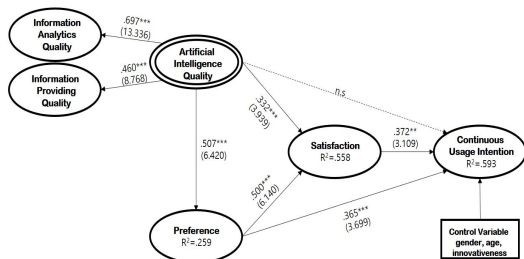 Information
Analytics
Quality
.697***
(13.336)
Information
Providing
Quality
.460***
(8.768)
Artificial
Intelligence
Quality
n.s
.332***
(3.939)
.507***
(6.420)
Satisfaction
R²=.558
.372**
(3.109)
Continuous
Usage Intention
R²=.593
.500***
(6.140)
.365***
(3.699)
Preference
R²=.259
Control Variable
gender, age,
innovativeness